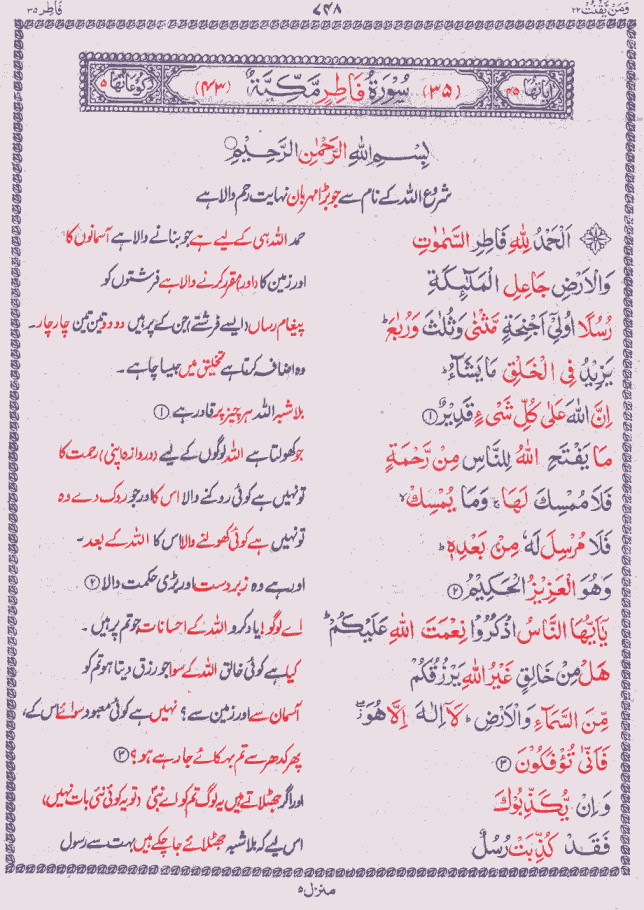 وَمَنْ يَّقْنُتْ ۲۲ ۷۴۸ فَاطِر ۳۵
اٰیَاتُهَا ۴۵ (۳۵) سُوْرَةُ فَاطِرٍ مَّكِّيَّةٌ (۴۳) رُكُوْعَاتُهَا ۵
بِسْمِ اللهِ الرَّحْمٰنِ الرَّحِيْمِ
شروع اللہ کے نام سے جو بڑا مہربان نہایت رحم والا ہے
اَلْحَمْدُ لِلّٰهِ فَاطِرِ السَّمٰوٰتِ حمد اللہ ہی کے لیے ہے جو بنانے والا ہے آسمانوں کا
وَالْاَرْضِ جَاعِلِ الْمَلٰٓئِكَةِ اور زمین کا (اور) مقرر کرنے والا ہے فرشتوں کو
رُسُلًا اُولِيْٓ اَجْنِحَةٍ مَّثْنٰى وَثُلٰثَ وَرُبٰعَ ؕ پیغام رساں (ایسے فرشتے) جن کے پر ہیں دو دو تین تین چار چار۔
يَزِيْدُ فِى الْخَلْقِ مَا يَشَآءُ ؕ وہ اضافہ کرتا ہے تخلیق میں جیسا چاہے ۔
اِنَّ اللهَ عَلٰى كُلِّ شَيْءٍ قَدِيْرٌ ① بلاشبہ اللہ ہر چیز پر قادر ہے ①
مَا يَفْتَحِ اللهُ لِلنَّاسِ مِنْ رَّحْمَةٍ جو کھولتا ہے اللہ لوگوں کے لیے (دروازہ اپنی) رحمت کا
فَلَا مُمْسِكَ لَهَا ۚ وَمَا يُمْسِكْ ۙ تو نہیں ہے کوئی روکنے والا اس کا اور جو روک دے وہ
فَلَا مُرْسِلَ لَهٗ مِنْۢ بَعْدِهٖ ؕ تو نہیں ہے کوئی کھولنے والا اس کا اللہ کے بعد۔
وَهُوَ الْعَزِيْزُ الْحَكِيْمُ ② اور ہے وہ زبردست اور بڑی حکمت والا ②
يٰٓاَيُّهَا النَّاسُ اذْكُرُوْا نِعْمَتَ اللهِ عَلَيْكُمْ ؕ اے لوگو! یاد کرو اللہ کے احسانات جو تم پر ہیں ۔
هَلْ مِنْ خَالِقٍ غَيْرُ اللهِ يَرْزُقُكُمْ کیا ہے کوئی خالق اللہ کے سوا جو رزق دیتا ہو تم کو
مِّنَ السَّمَآءِ وَالْاَرْضِ ؕ لَآ اِلٰهَ اِلَّا هُوَ ۖ آسمان سے اور زمین سے؟ نہیں ہے کوئی معبود سوائے اس کے،
فَاَنّٰى تُؤْفَكُوْنَ ③ پھر کدھر سے تم بہکائے جا رہے ہو؟ ③
وَاِنْ يُّكَذِّبُوْكَ اور اگر جھٹلاتے ہیں یہ لوگ تم کو اے نبیؐ (تو یہ کوئی نئی بات نہیں)
فَقَدْ كُذِّبَتْ رُسُلٌ اس لیے کہ بلاشبہ جھٹلائے جا چکے ہیں بہت سے رسول
منزل ۵